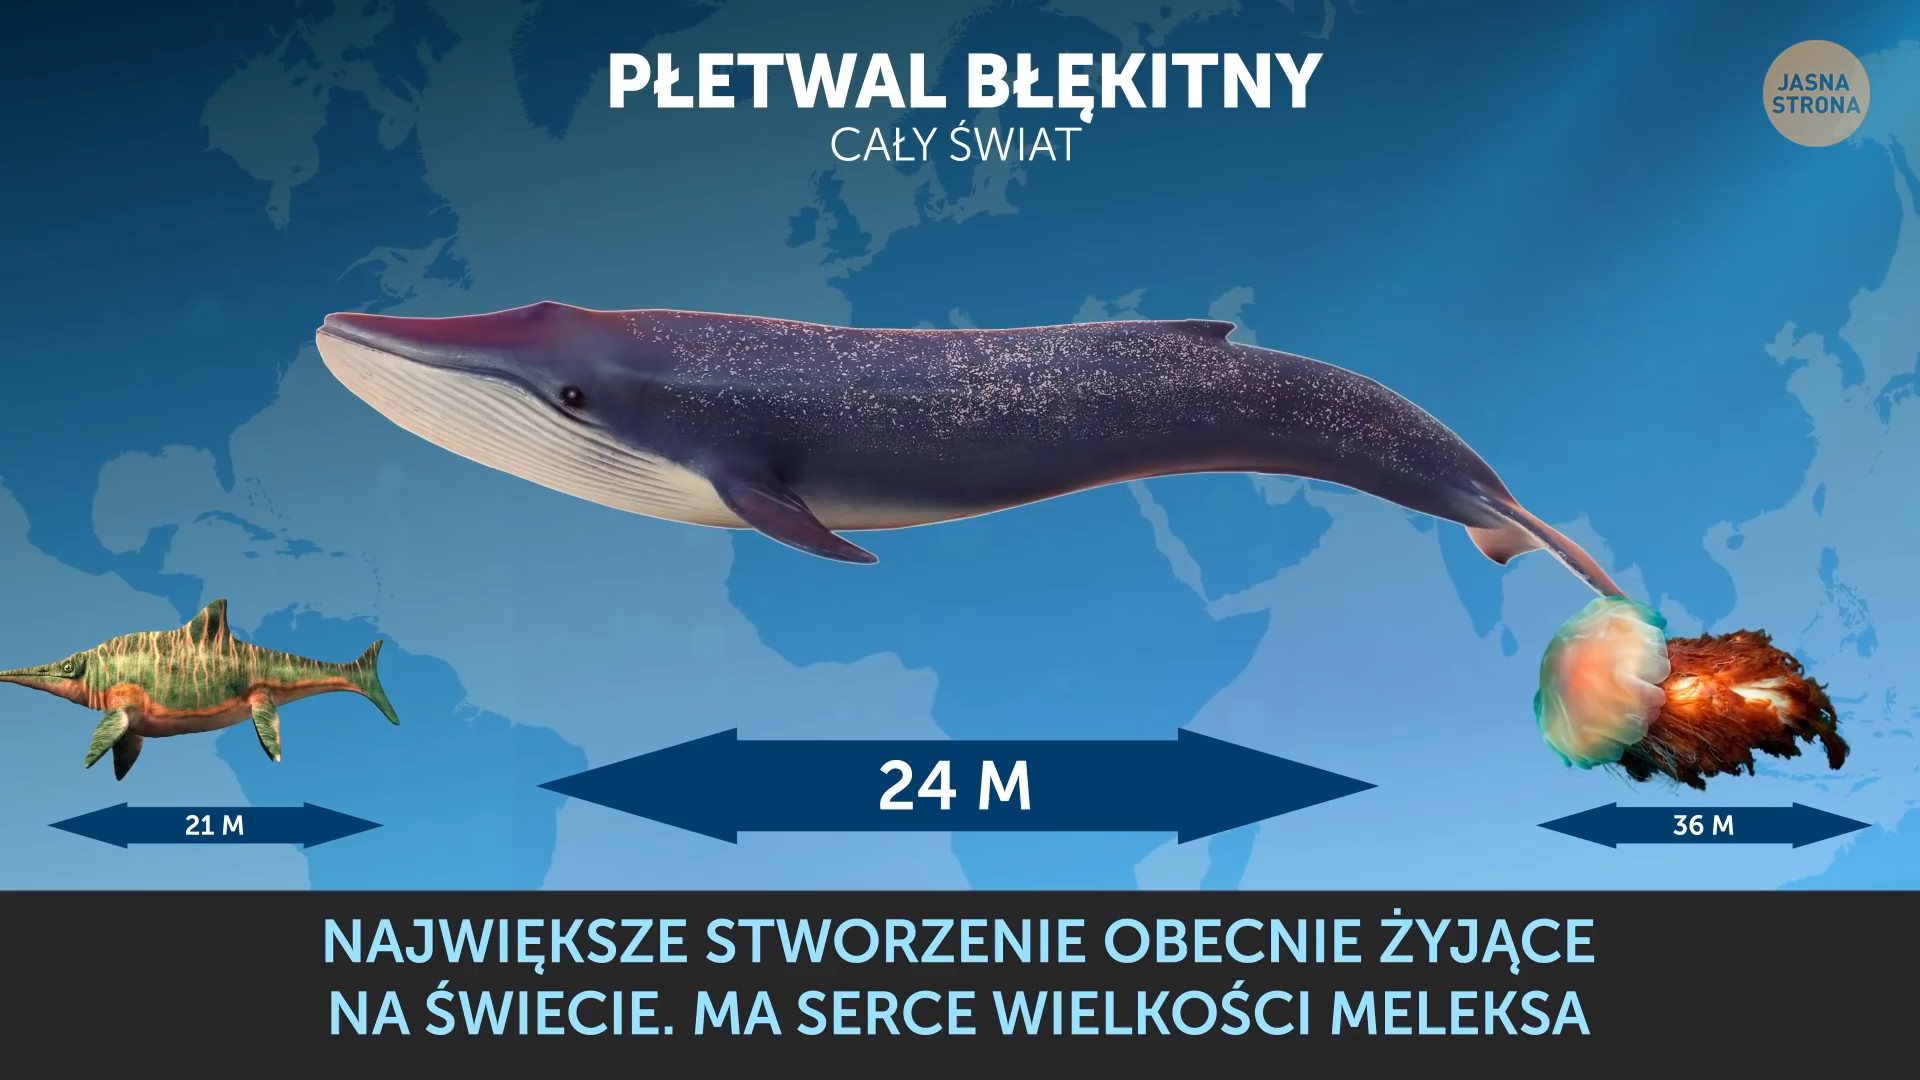 PŁETWAL BŁĘKITNY
CAŁY ŚWIAT
JASNA
STRONA
24 M
21 M
36 M
NAJWIĘKSZE STWORZENIE OBECNIE ŻYJĄCE
NA ŚWIECIE. MA SERCE WIELKOŚCI MELEKSA